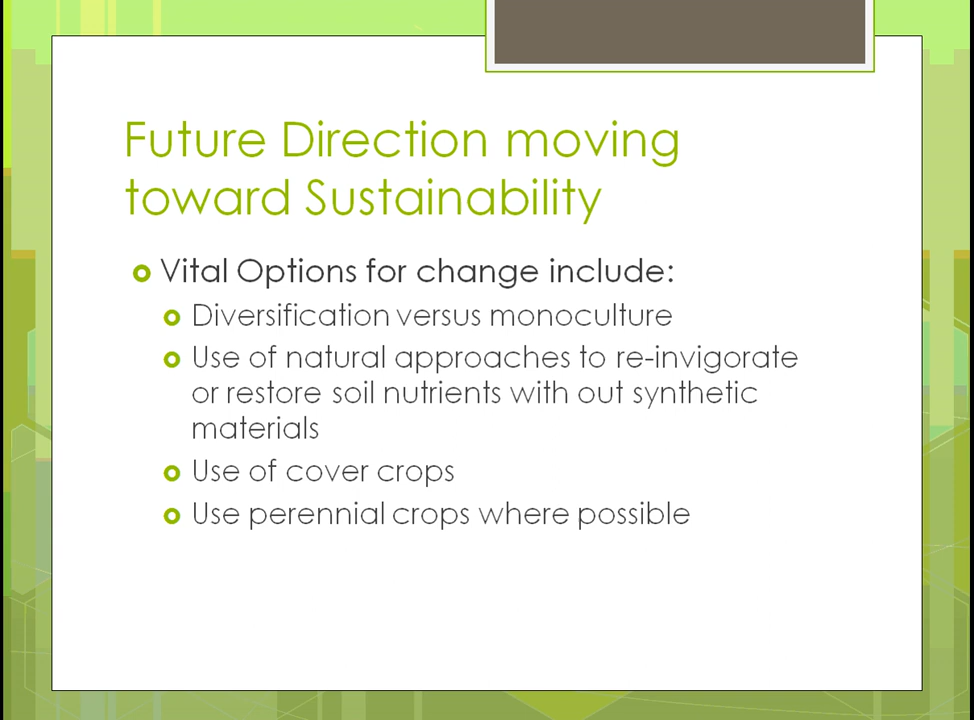 Future Direction moving
toward Sustainability
Vital Options for change include:
Diversification versus monoculture
Use of natural approaches to re-invigorate
or restore soil nutrients with out synthetic
materials
Use of cover crops
Use perennial crops where possible